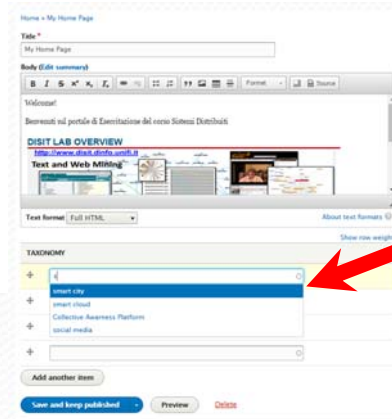 Home » My Home Page
Title *
My Home Page
Body (Edit summary)
Format
Source
Welcome!
Benvenuti sul portale di Esercitazione del corso Sistemi Distribuiti
DISIT LAB OVERVIEW
http://www.disit.dinfo.unifi.it
Text and Web Mining
Text format Full HTML
About text formats
Show row weights
TAXONOMY
s
smart city
smart cloud
Collective Awarness Platform
social media
Add another item
Save and keep published
Preview
Delete